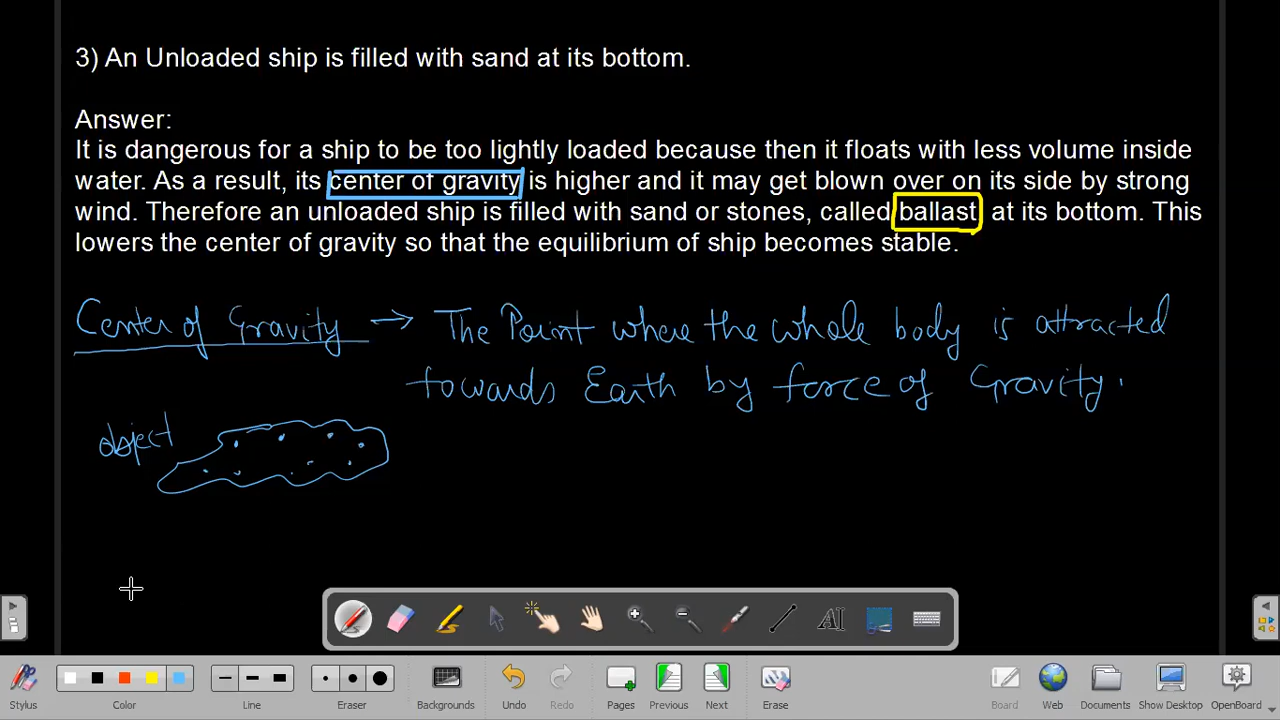 3) An Unloaded ship is filled with sand at its bottom.
Answer:
It is dangerous for a ship to be too lightly loaded because then it floats with less volume inside
water. As a result, its center of gravity is higher and it may get blown over on its side by strong
wind. Therefore an unloaded ship is filled with sand or stones, called ballast at its bottom. This
lowers the center of gravity so that the equilibrium of ship becomes stable.
Center of Gravity → The Point where the whole body is attracted
towards Earth by force of Gravity.
object
AI
Stylus
Color
Line
Eraser
Backgrounds
Undo
Redo
Pages
Previous
Next
Erase
Board
Web
Documents
Show Desktop
OpenBoard